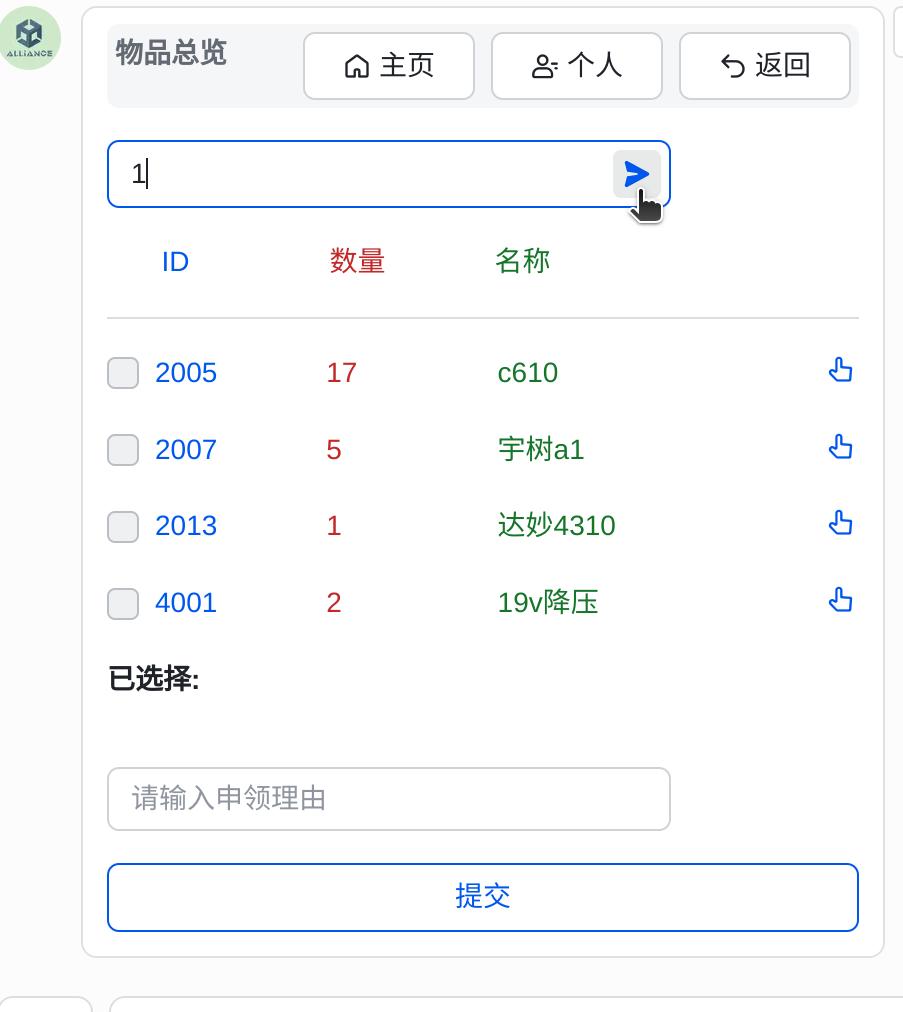 ALLIANCE
物品总览 主页 个人 返回
1
ID 数量 名称
2005 17 c610
2007 5 宇树a1
2013 1 达妙4310
4001 2 19v降压
已选择:
请输入申领理由
提交